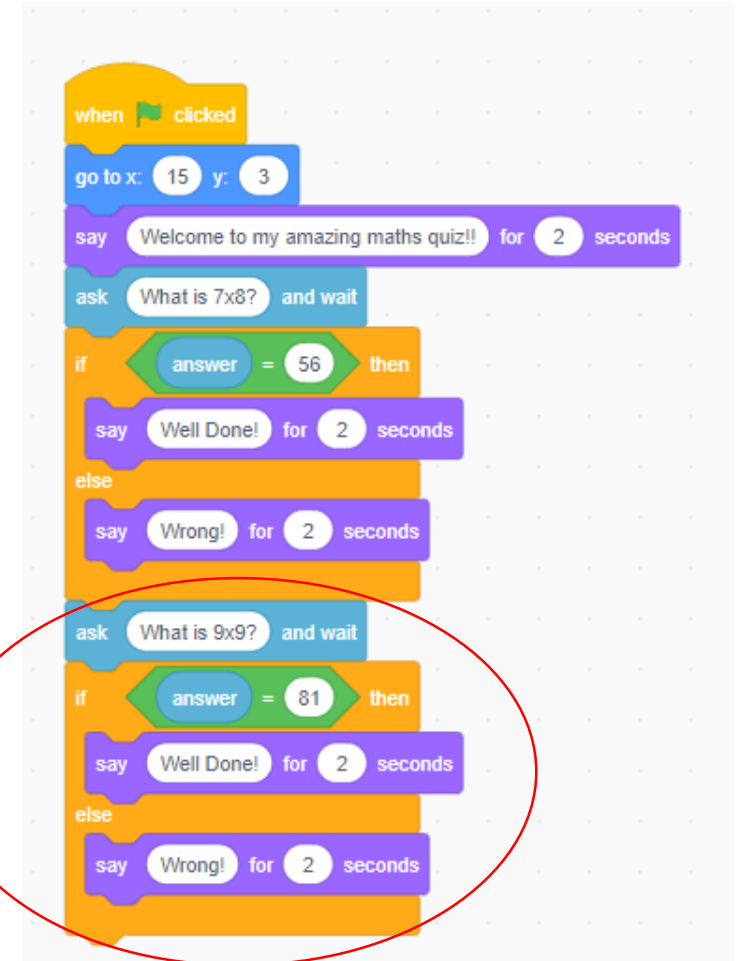 when clicked
go to x: 15 y: 3
say Welcome to my amazing maths quiz!! for 2 seconds
ask What is 7x8? and wait
if answer = 56 then
say Well Done! for 2 seconds
else
say Wrong! for 2 seconds
ask What is 9x9? and wait
if answer = 81 then
say Well Done! for 2 seconds
else
say Wrong! for 2 seconds